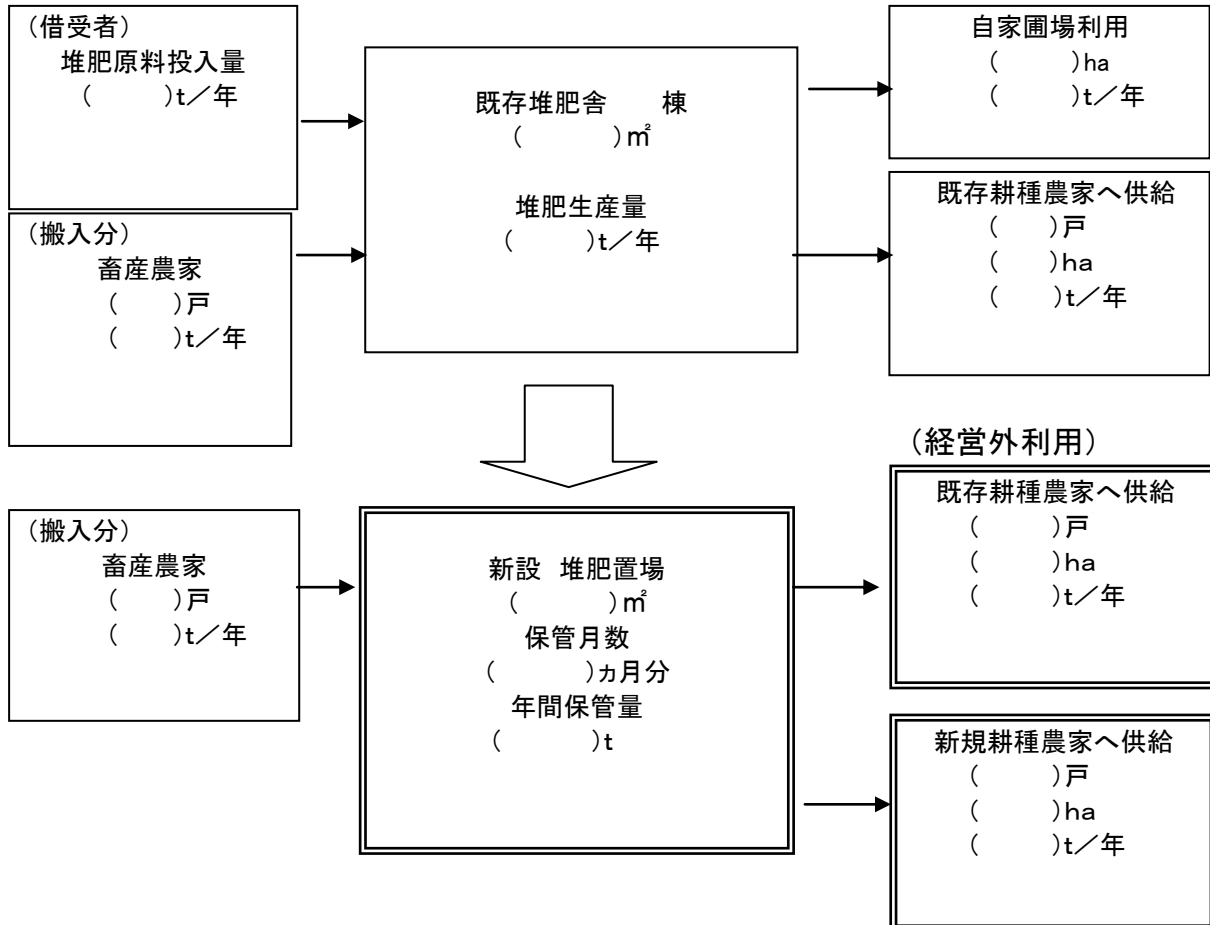 (借受者)
堆肥原料投入量
(　　　)t／年
(搬入分)
畜産農家
(　　)戸
(　　)t／年
既存堆肥舎　　棟
(　　　　)㎡
堆肥生産量
(　　　)t／年
自家圃場利用
(　　　)ha
(　　　)t／年
既存耕種農家へ供給
(　　　)戸
(　　　)ha
(　　　)t／年
(搬入分)
畜産農家
(　　)戸
(　　)t／年
新設　堆肥置場
(　　　　)㎡
保管月数
(　　　　)ヵ月分
年間保管量
(　　　　)t
(経営外利用)
既存耕種農家へ供給
(　　　)戸
(　　　)ha
(　　　)t／年
新規耕種農家へ供給
(　　　)戸
(　　　)ha
(　　　)t／年